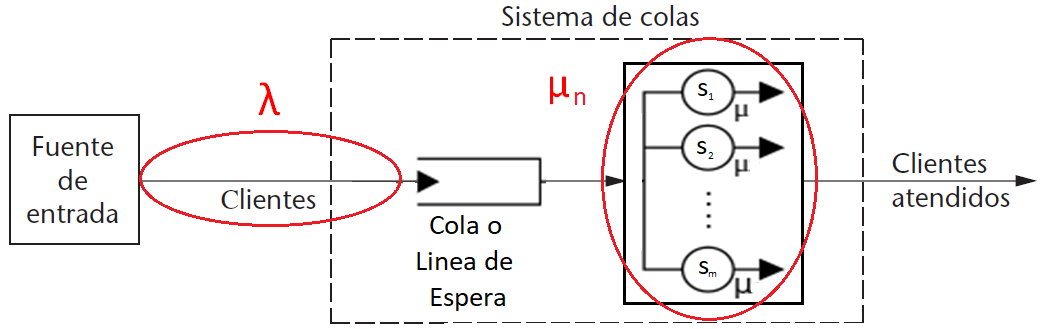 Sistema de colas
λ
μn
Fuente
de
entrada
Clientes
Cola o
Linea de
Espera
S1
μ
S2
μ
Sm
μ
Clientes
atendidos